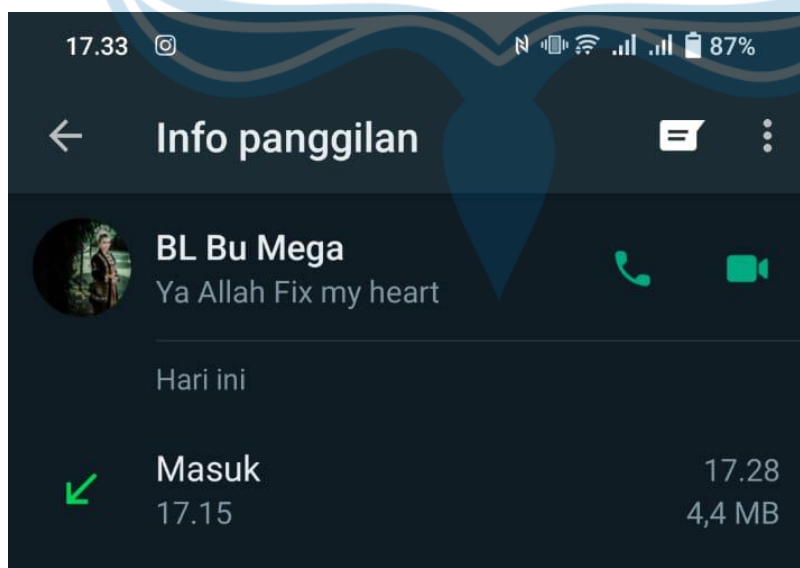 17.33 87%
Info panggilan
BL Bu Mega
Ya Allah Fix my heart
Hari ini
Masuk 17.28
17.15 4,4 MB